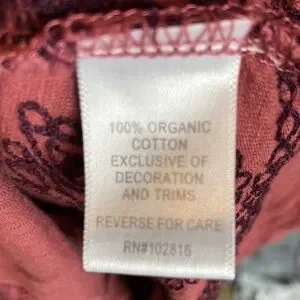 100% ORGANIC
COTTON
EXCLUSIVE OF
DECORATION
AND TRIMS
REVERSE FOR CARE
RN#102816